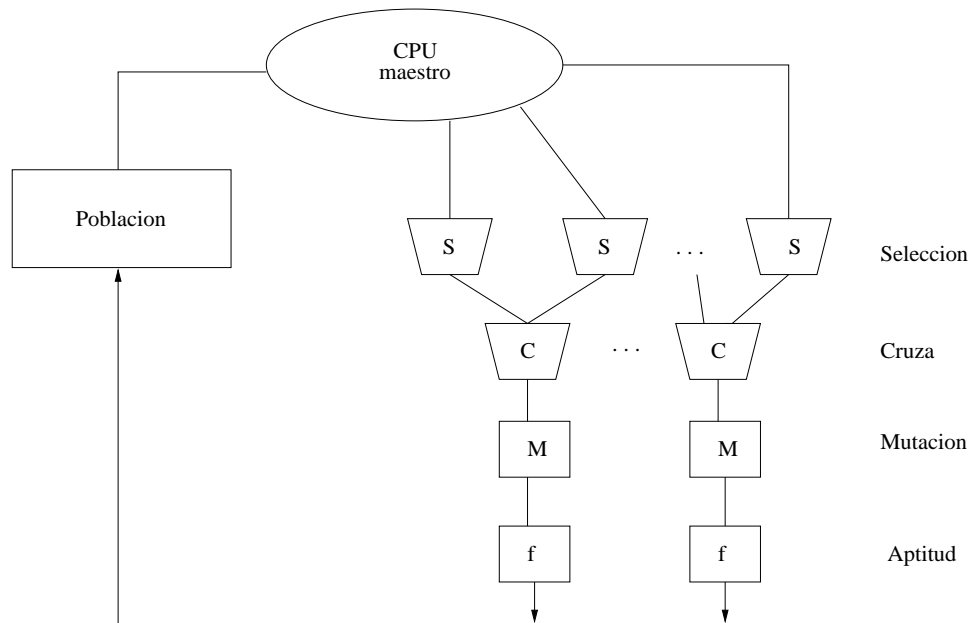 CPU
maestro
Poblacion
S
S
. . .
S
Seleccion
C
. . .
C
Cruza
M
M
Mutacion
f
f
Aptitud